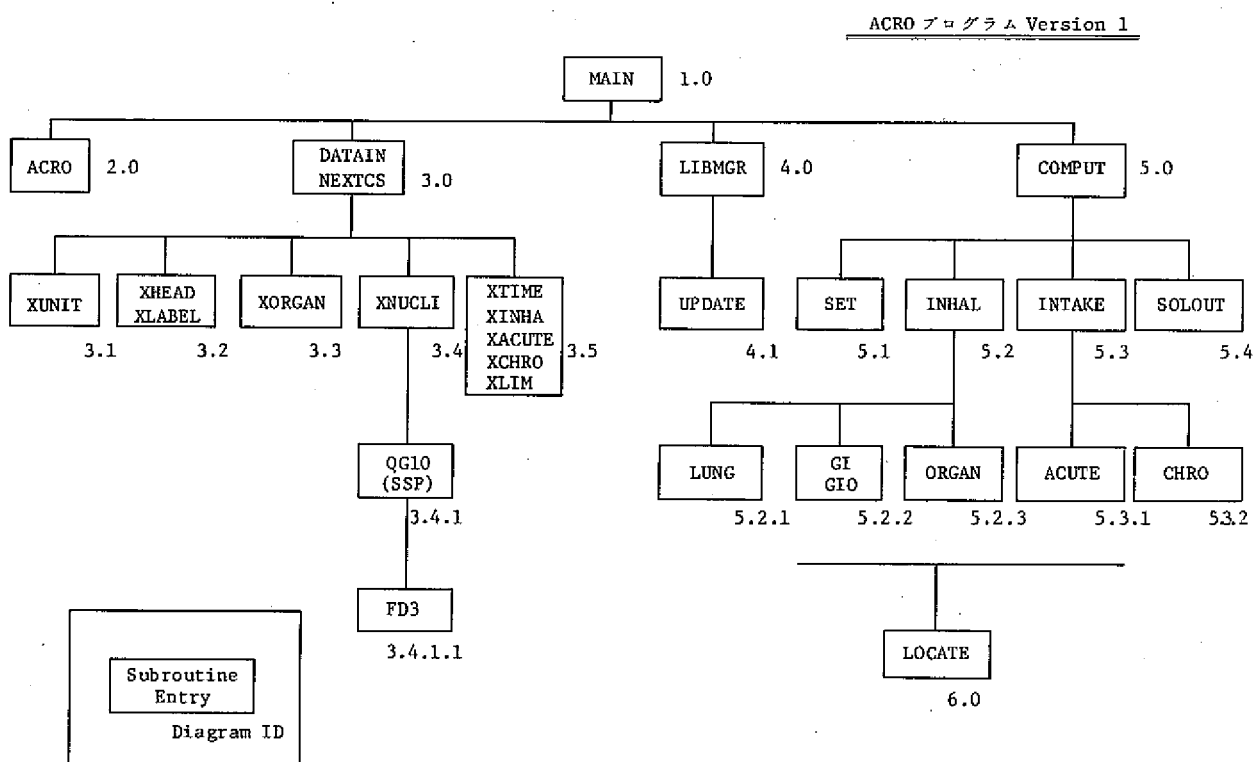 ACRO プログラム Version 1
MAIN 1.0
ACRO 2.0
DATAIN
NEXTCS 3.0
LIBMGR 4.0
COMPUT 5.0
XUNIT
3.1
XHEAD
XLABEL
3.2
XORGAN
3.3
XNUCLI
3.4
XTIME
XINHA
XACUTE
XCHRO
XLIM
3.5
UPDATE
4.1
SET
5.1
INHAL
5.2
INTAKE
5.3
SOLOUT
5.4
QG10
(SSP)
3.4.1
LUNG
5.2.1
GI
GIO
5.2.2
ORGAN
5.2.3
ACUTE
5.3.1
CHRO
5.3.2
FD3
3.4.1.1
LOCATE
6.0
Subroutine
Entry
Diagram ID